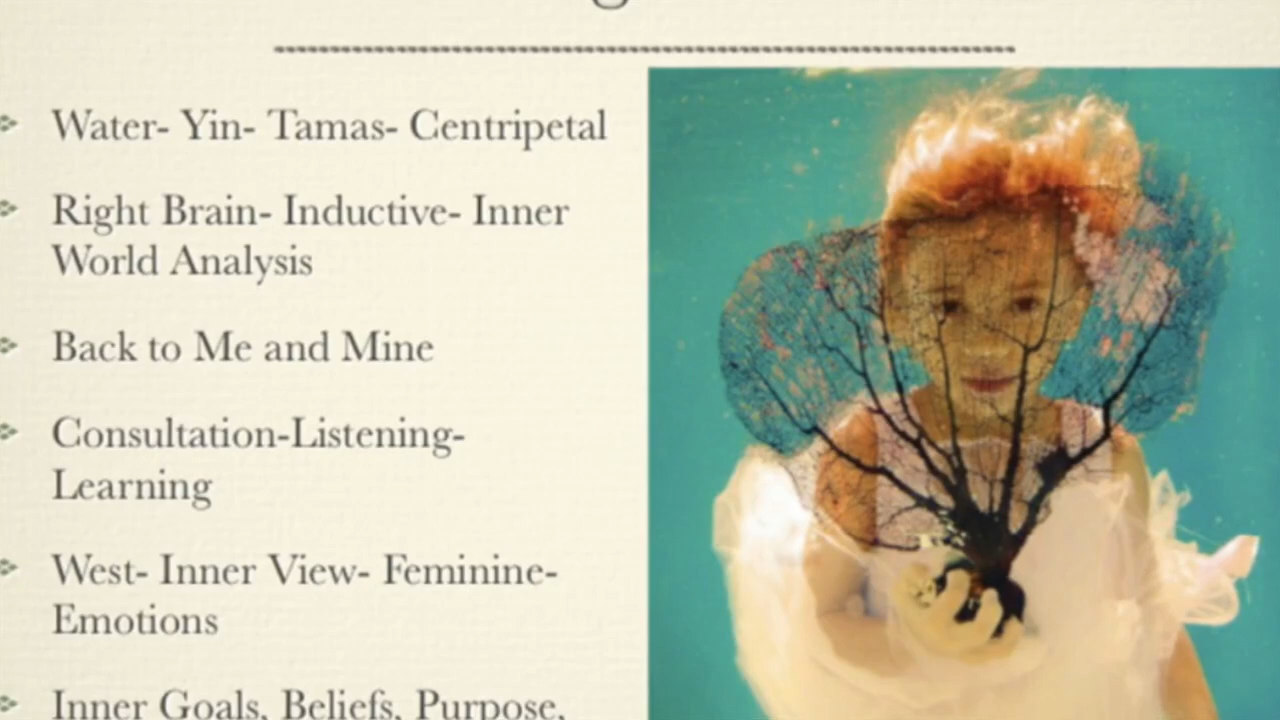 Water- Yin- Tamas- Centripetal
Right Brain- Inductive- Inner
World Analysis
Back to Me and Mine
Consultation-Listening-
Learning
West- Inner View- Feminine-
Emotions
Inner Goals, Beliefs, Purpose,